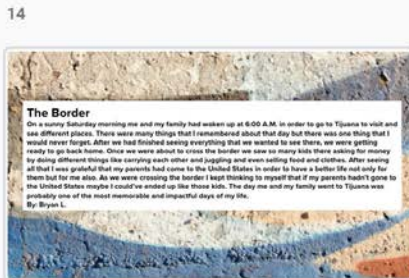 14
The Border
On a sunny Saturday morning me and my family had waken up at 6:00 A.M. in order to go to Tijuana to visit and
see different places. There were many things that I remembered about that day but there was one thing that I
would never forget. After we had finished seeing everything that we wanted to see there, we were getting
ready to go back home. Once we were about to cross the border we saw so many kids there asking for money
by doing different things like carrying each other and juggling and even selling food and clothes. After seeing
all that I was grateful that my parents had come to the United States in order to have a better life not only for
them but for me also. As we were crossing the border I kept thinking to myself that if my parents hadn't gone to
the United States maybe I could've ended up like those kids. The day me and my family went to Tijuana was
probably one of the most memorable and impactful days of my life.
By: Bryan L.